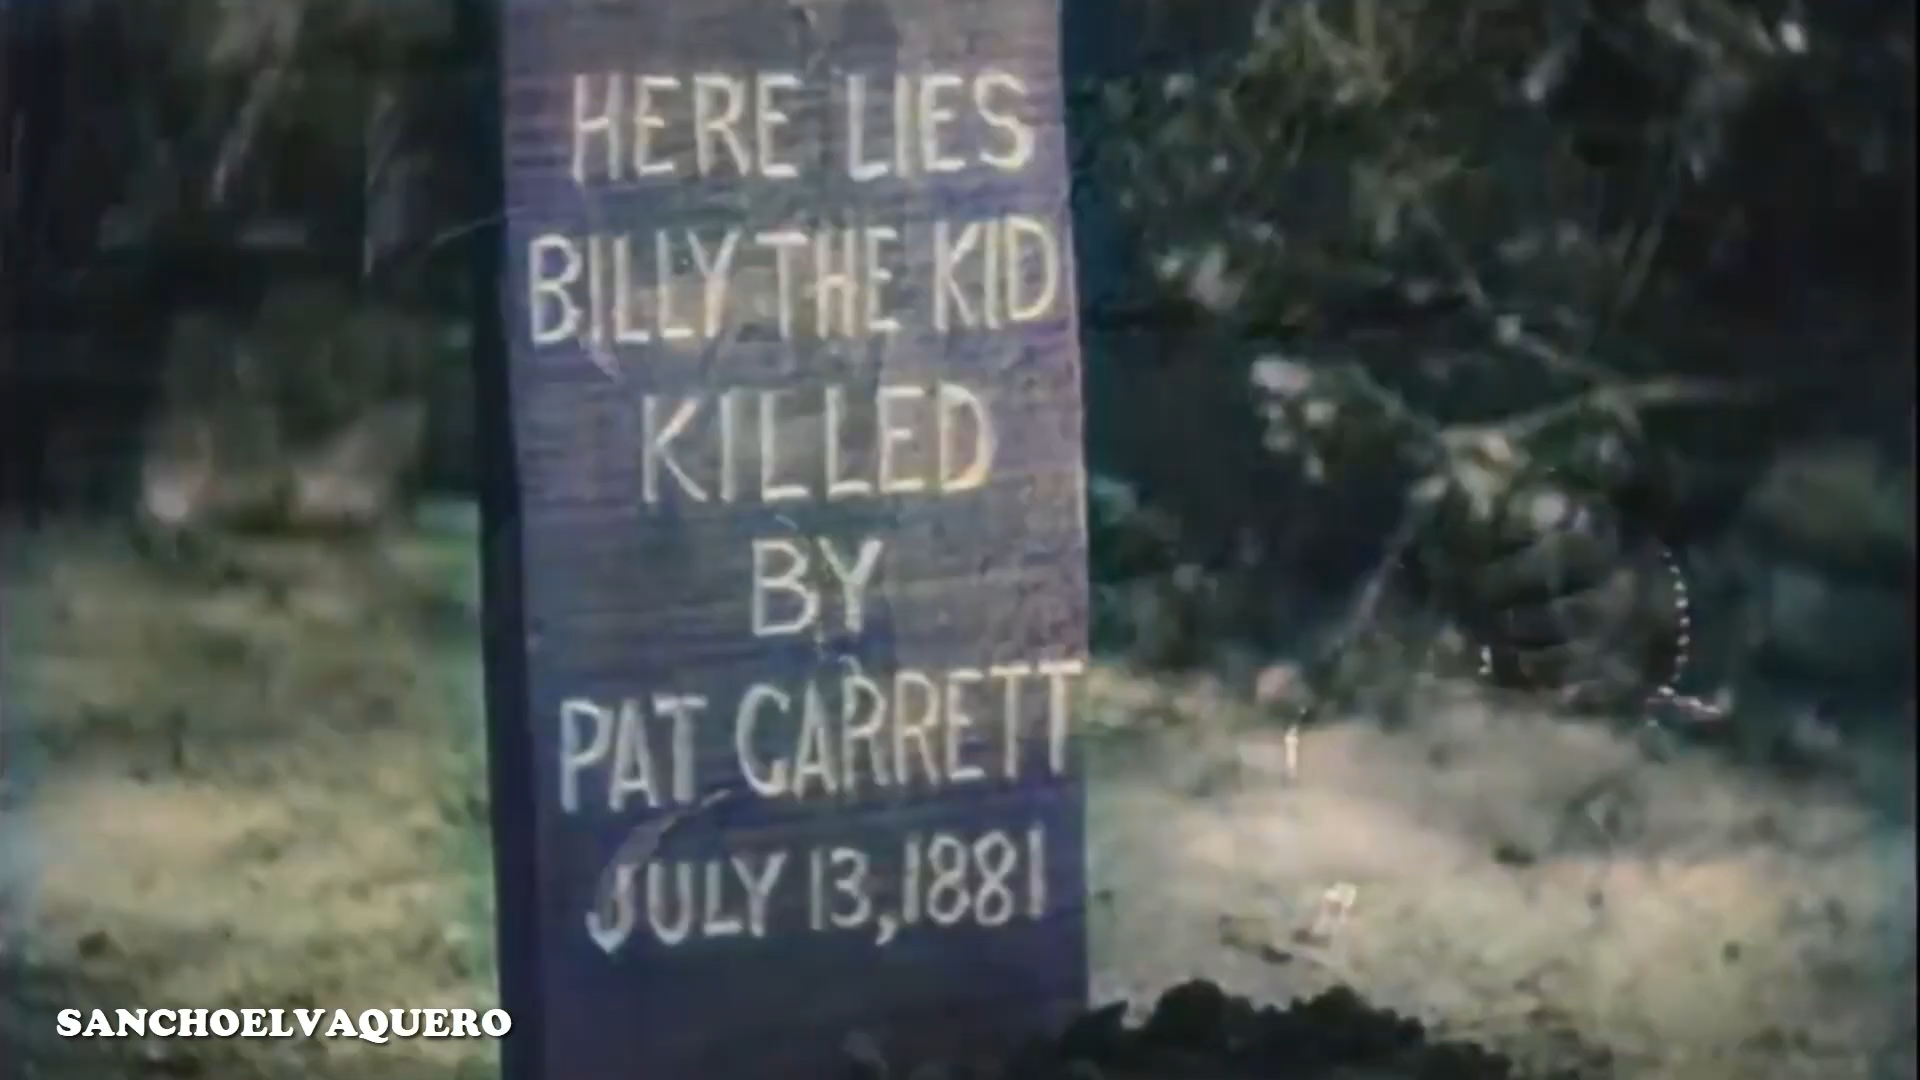 HERE LIES
BILLY THE KID
KILLED
BY
PAT GARRETT
JULY 13, 1881
SANCHOELVAQUERO